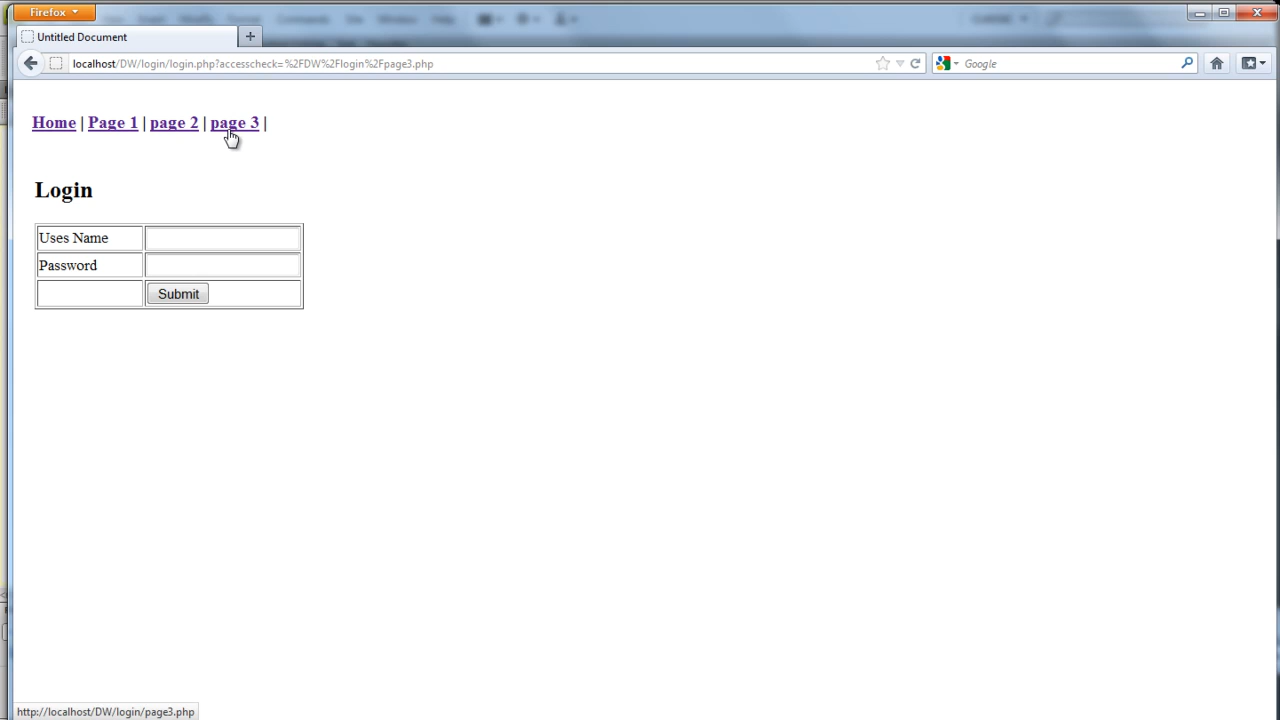 Firefox
Untitled Document
localhost/DW/login/login.php?accesscheck=%2FDW%2Flogin%2Fpage3.php
Google
Home | Page 1 | page 2 | page 3 |
Login
Uses Name
Password
Submit
http://localhost/DW/login/page3.php